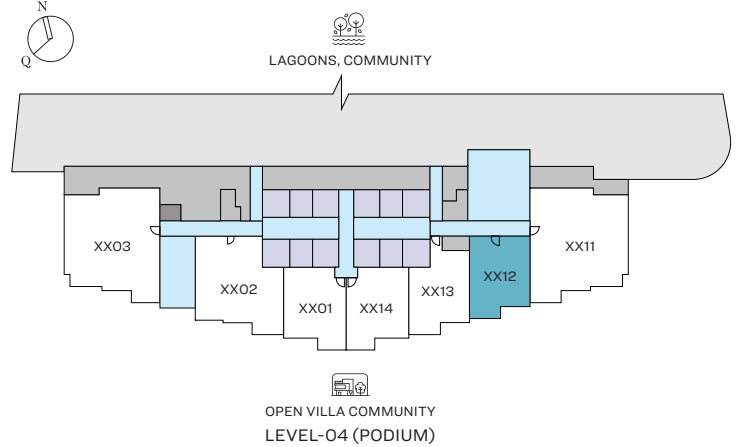 N
Q
LAGOONS, COMMUNITY
XX03
XX02
XX01
XX14
XX13
XX12
XX11
OPEN VILLA COMMUNITY
LEVEL-04 (PODIUM)